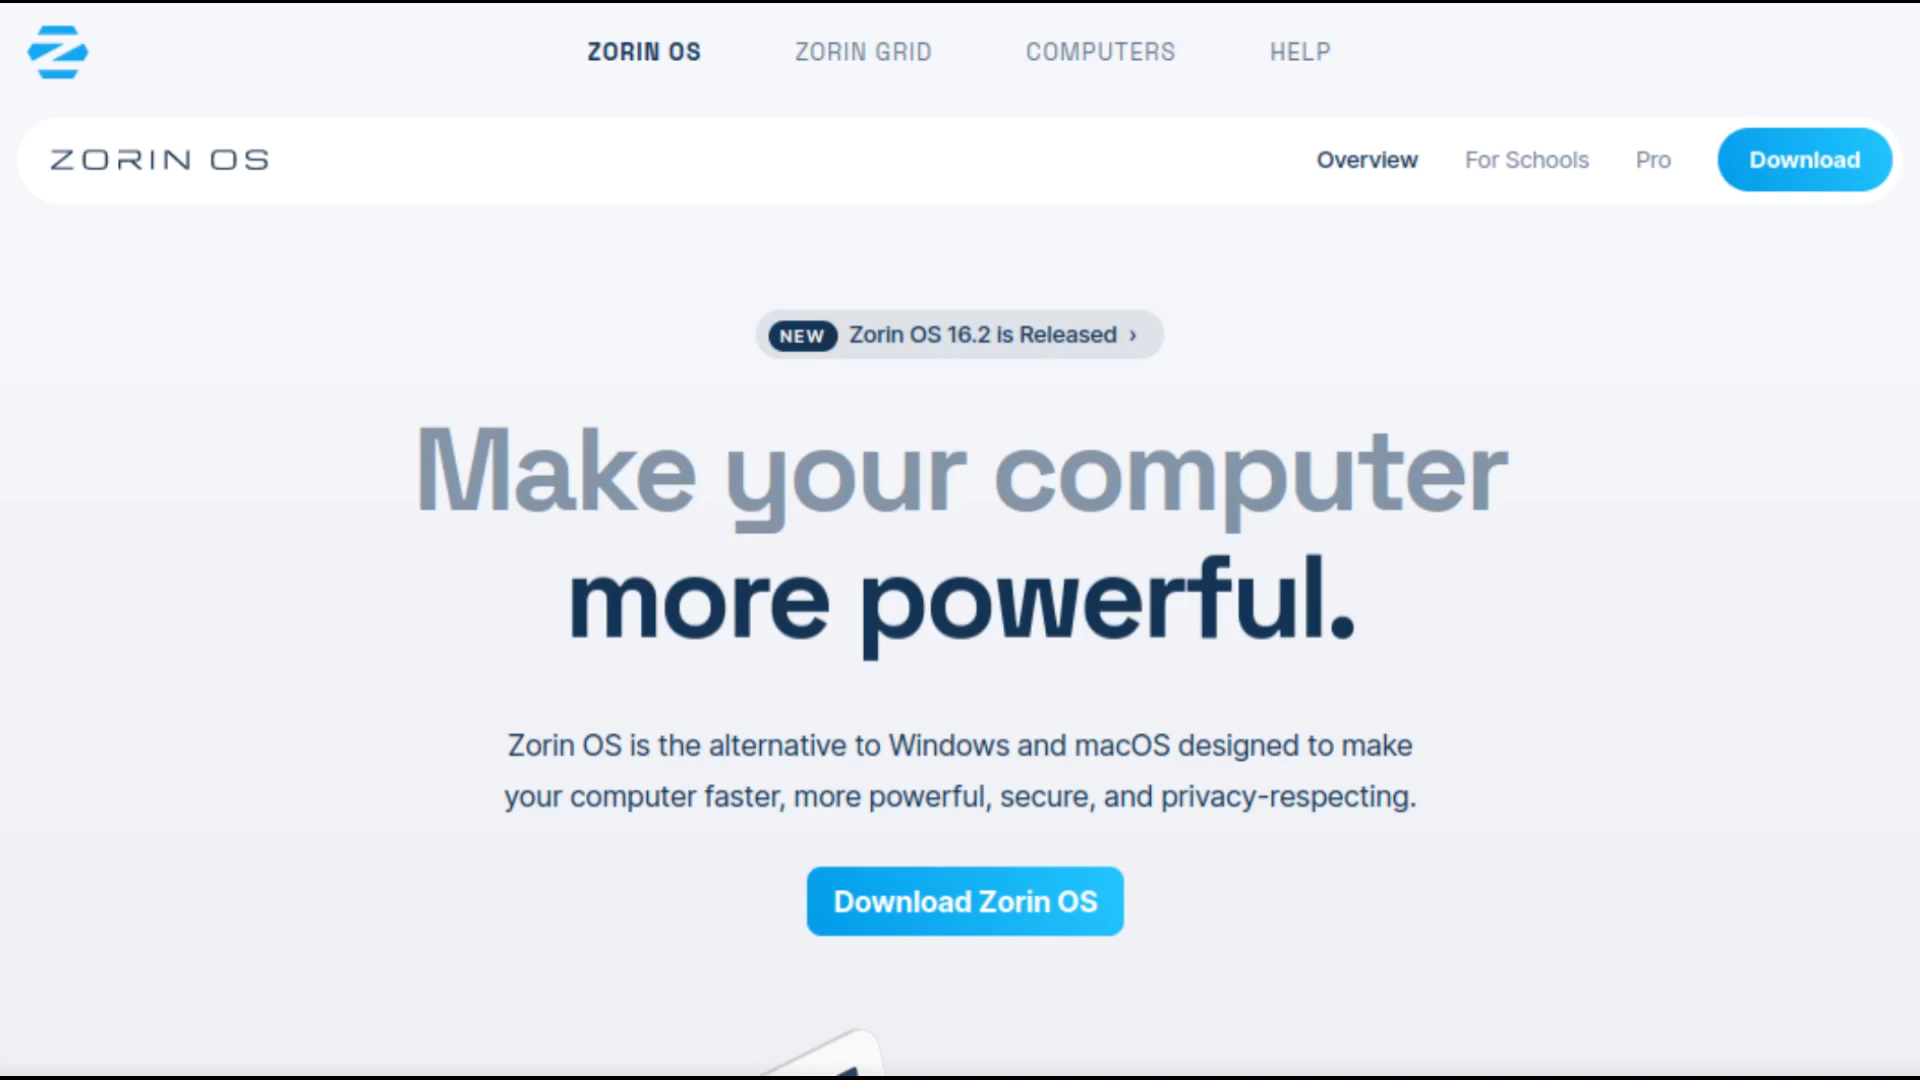 ZORIN OS ZORIN GRID COMPUTERS HELP
ZORIN OS Overview For Schools Pro Download
NEW Zorin OS 16.2 is Released ›
Make your computer
more powerful.
Zorin OS is the alternative to Windows and macOS designed to make
your computer faster, more powerful, secure, and privacy-respecting.
Download Zorin OS